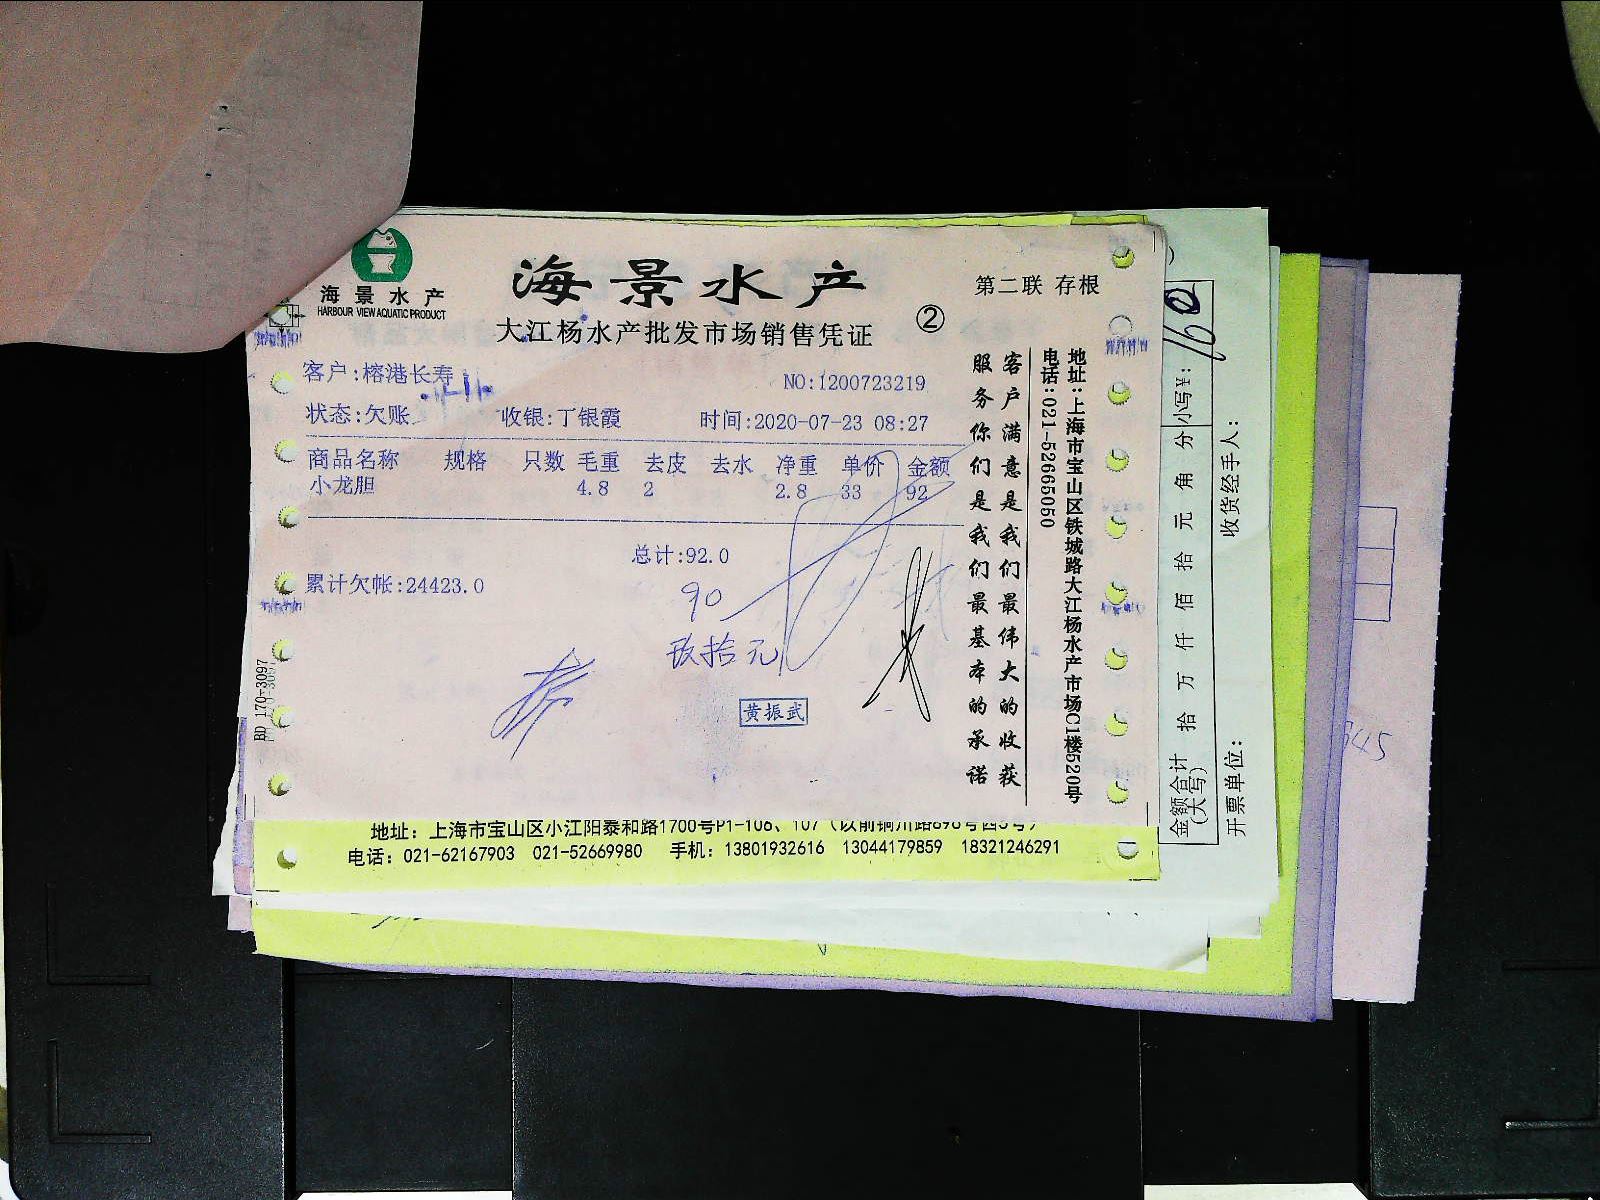 海景水产
HARBOUR VIEW AQUATIC PRODUCT
海景水产
大江杨水产批发市场销售凭证
②
第二联 存根
客户:榕港长寿
NO:1200723219
状态:欠账 收银:丁银霞 时间:2020-07-23 08:27
商品名称 规格 只数 毛重 去皮 去水 净重 单价 金额
小龙胆 4.8 2 2.8 33 92
总计:92.0
累计欠帐:24423.0
90
玖拾元
黄振武
BD 170-3097
客户满意是我们最伟大的收获
服务你们是我们最基本的承诺
地址:上海市宝山区铁城路大江杨水产市场C1楼520号
电话:021-52665050
地址：上海市宝山区小江阳泰和路1700号P1-106、107
电话：021-62167903 021-52669980 手机：13801932616 13044179859 18321246291
金额合计(大写) 拾 万 仟 佰 拾 元 角 分 小写¥: 160
开票单位: 收货经手人:
345